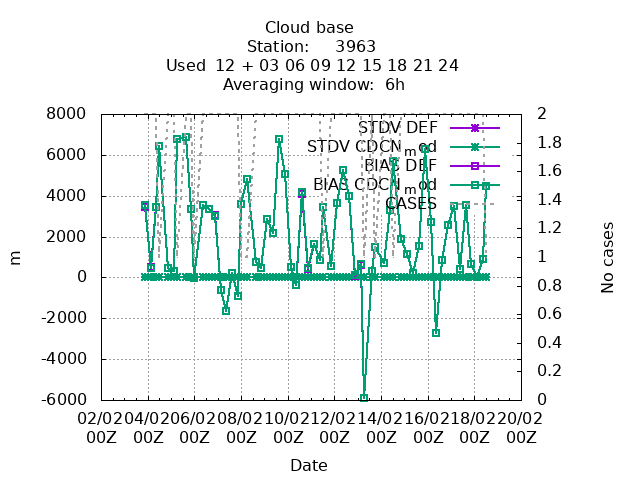 Cloud base
Station: 3963
Used 12 + 03 06 09 12 15 18 21 24
Averaging window: 6h
STDV DEF
STDV CDCN_mod
BIAS DEF
BIAS CDCN_mod
CASES
8000
6000
4000
2000
0
-2000
-4000
-6000
m
2
1.8
1.6
1.4
1.2
1
0.8
0.6
0.4
0.2
0
No cases
02/02 04/02 06/02 08/02 10/02 12/02 14/02 16/02 18/02 20/02
00Z 00Z 00Z 00Z 00Z 00Z 00Z 00Z 00Z 00Z
Date